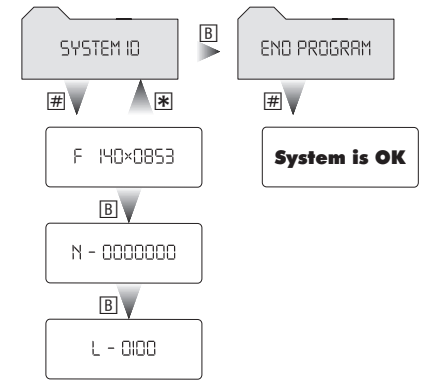 SYSTEM ID
B
END PROGRAM
#
*
#
F 140×0853
System is OK
B
N - 0000000
B
L - 0100